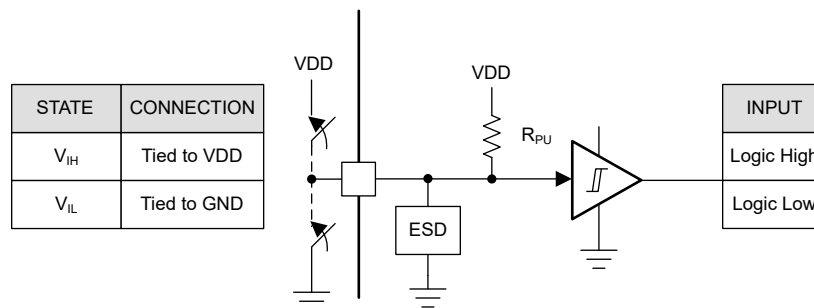 STATE CONNECTION
VIH Tied to VDD
VIL Tied to GND
VDD
VDD
RPU
ESD
INPUT
Logic High
Logic Low